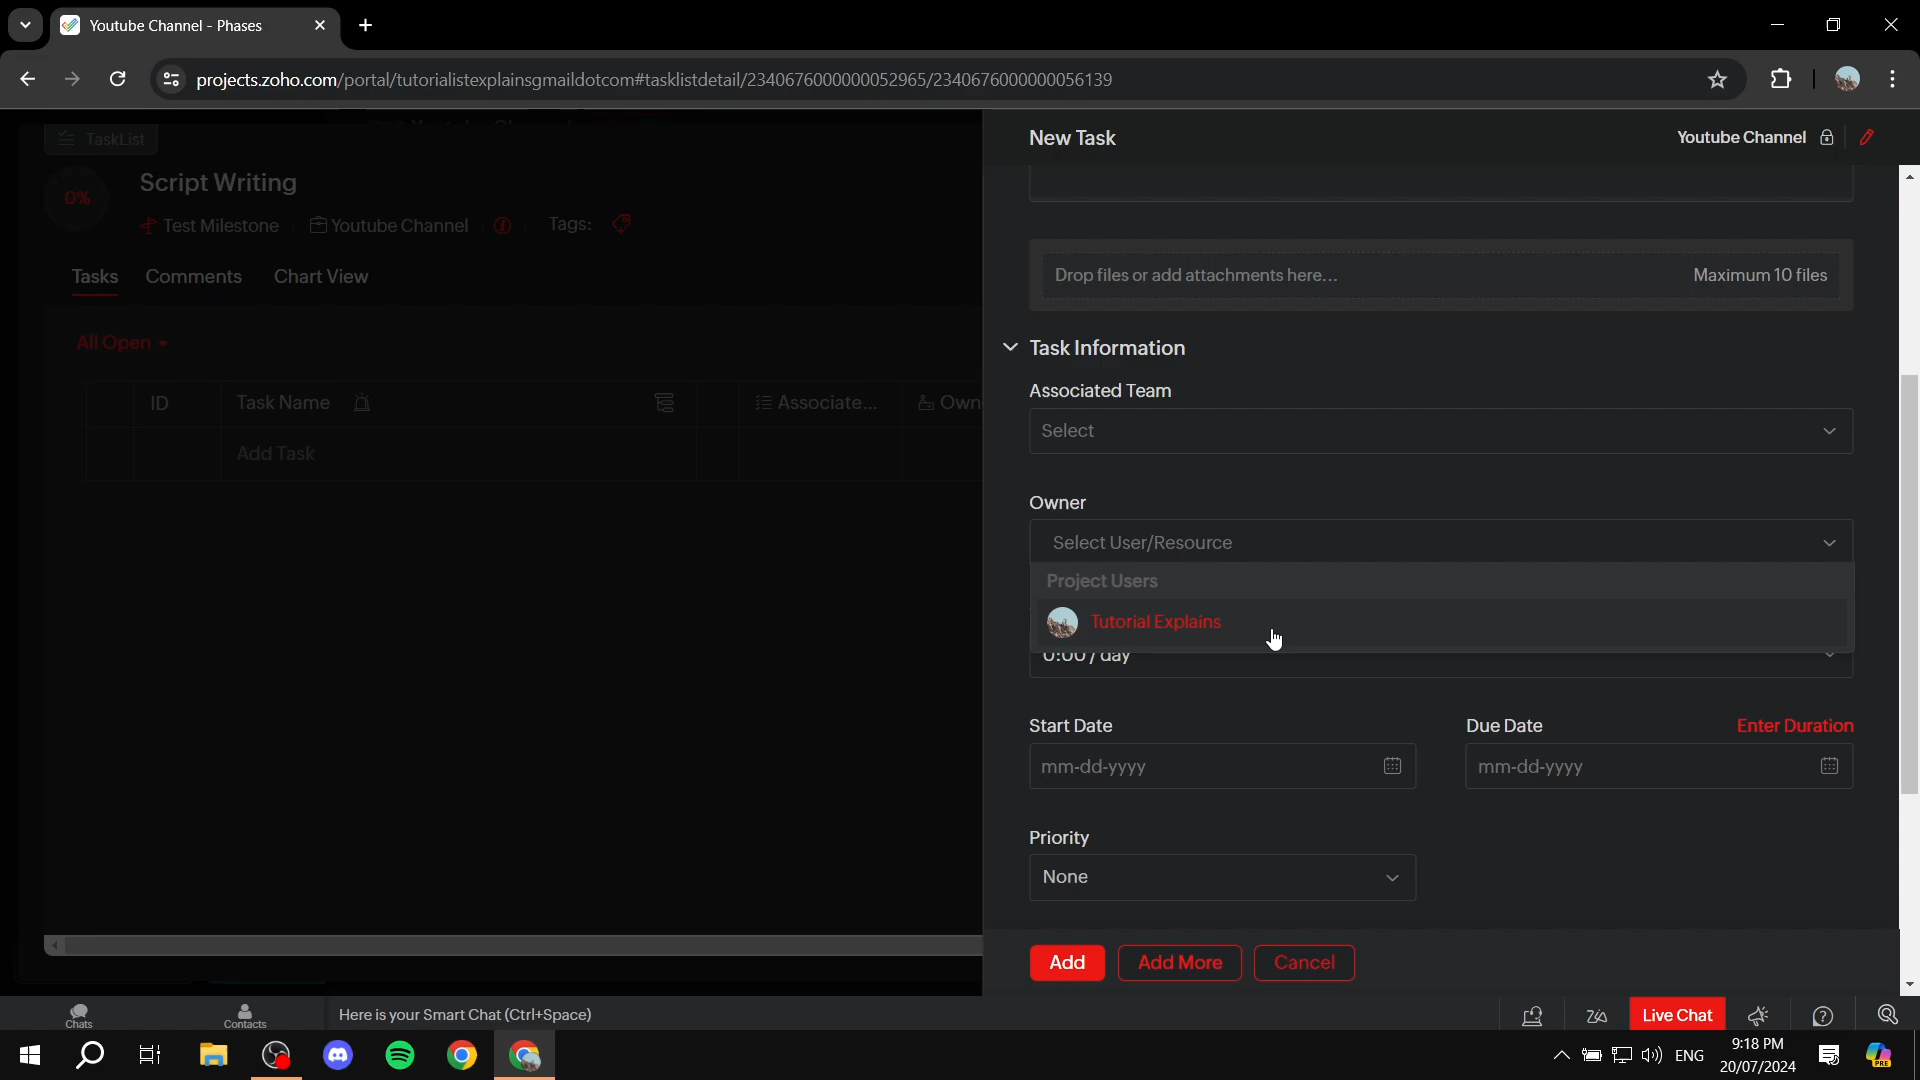 Youtube Channel - Phases
projects.zoho.com/portal/tutorialistexplainsgmaildotcom#tasklistdetail/2340676000000052965/2340676000000056139
TaskList
New Task
Youtube Channel
0%
Script Writing
Test Milestone
Youtube Channel
Tags:
Tasks
Comments
Chart View
Drop files or add attachments here...
Maximum 10 files
All Open
Task Information
Associated Team
ID
Task Name
Associate...
Own
Select
Add Task
Owner
Select User/Resource
Project Users
Tutorial Explains
0:00 / day
Start Date
Due Date
Enter Duration
mm-dd-yyyy
mm-dd-yyyy
Priority
None
Add
Add More
Cancel
Chats
Contacts
Here is your Smart Chat (Ctrl+Space)
Live Chat
ENG
9:18 PM
20/07/2024
PRE